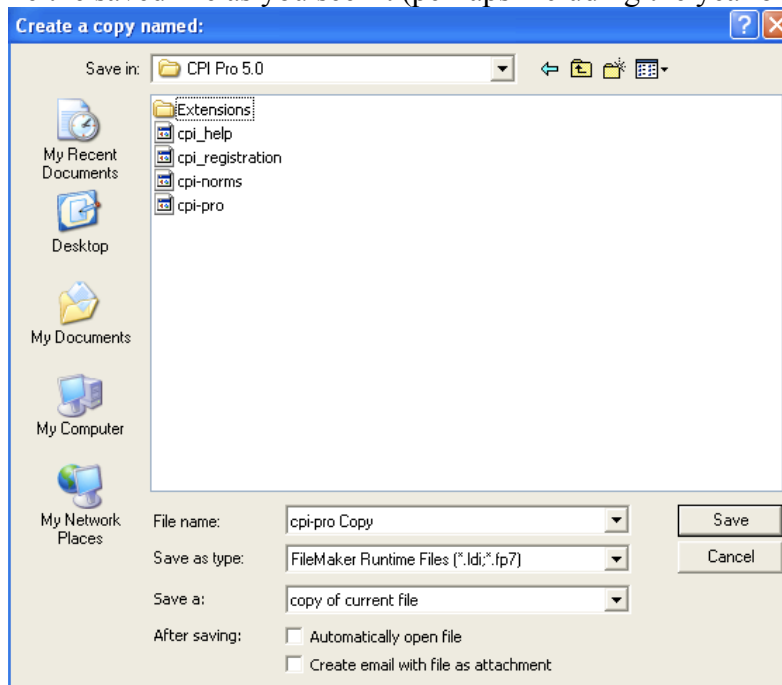 Create a copy named:
Save in: CPI Pro 5.0
Extensions
cpi_help
cpi_registration
cpi-norms
cpi-pro
My Recent
Documents
Desktop
My Documents
My Computer
My Network
Places
File name: cpi-pro Copy Save
Save as type: FileMaker Runtime Files (*.ldi;*.fp7) Cancel
Save a: copy of current file
After saving: Automatically open file
Create email with file as attachment